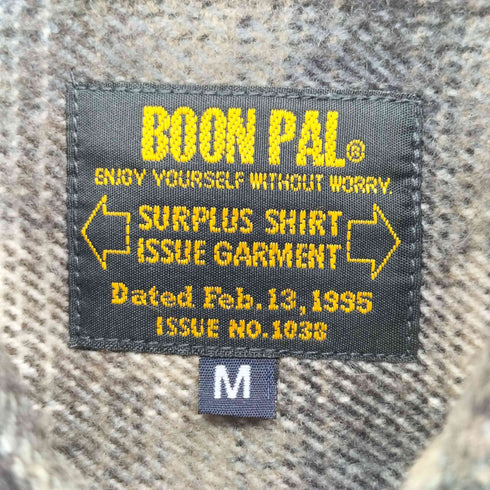 BOON PAL®
ENJOY YOURSELF WITHOUT WORRY.
SURPLUS SHIRT
ISSUE GARMENT
Dated Feb.13,1995
ISSUE NO.1038
M